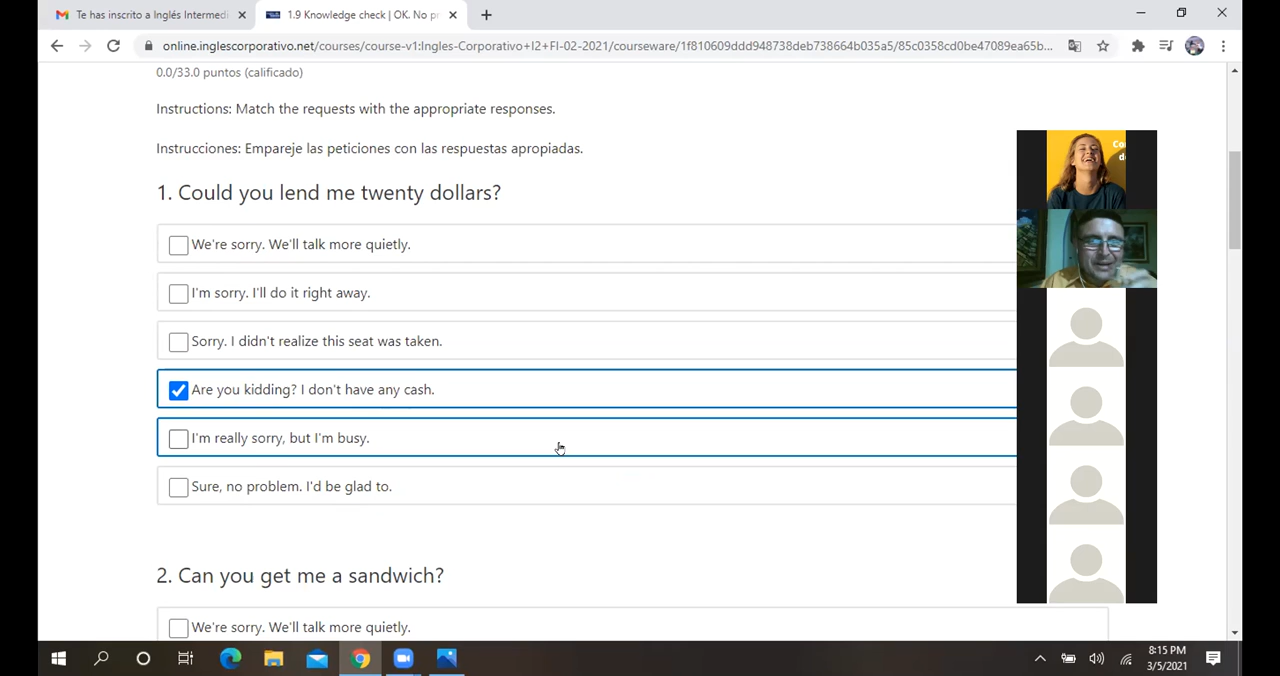 Te has inscrito a Inglés Intermedi
1.9 Knowledge check | OK. No pr
online.inglescorporativo.net/courses/course-v1:Ingles-Corporativo+I2+FI-02-2021/courseware/1f810609ddd948738deb738664b035a5/85c0358cd0be47089ea65b...
0.0/33.0 puntos (calificado)
Instructions: Match the requests with the appropriate responses.
Instrucciones: Empareje las peticiones con las respuestas apropiadas.
1. Could you lend me twenty dollars?
We're sorry. We'll talk more quietly.
I'm sorry. I'll do it right away.
Sorry. I didn't realize this seat was taken.
Are you kidding? I don't have any cash.
I'm really sorry, but I'm busy.
Sure, no problem. I'd be glad to.
2. Can you get me a sandwich?
We're sorry. We'll talk more quietly.
Co
d
8:15 PM
3/5/2021